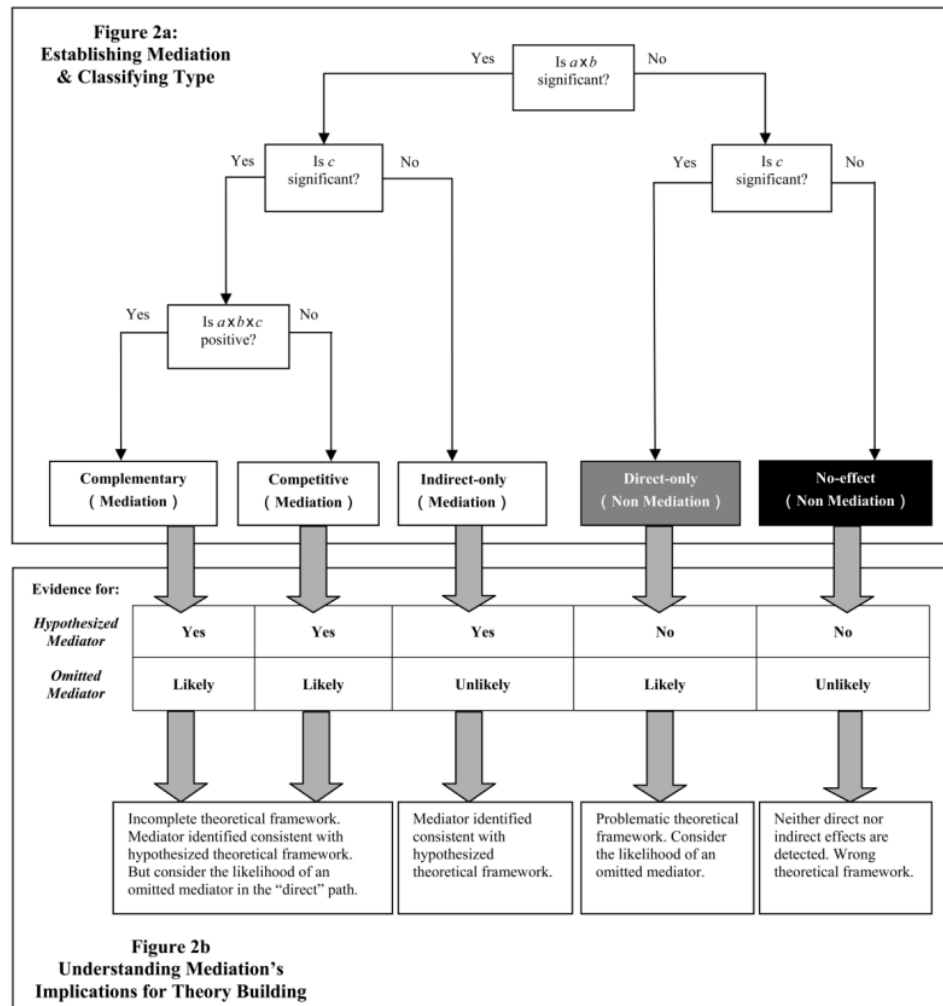 Figure 2a:
Establishing Mediation
& Classifying Type
Yes
Is a x b
significant?
No
Yes
Is c
significant?
No
Yes
Is c
significant?
No
Yes
Is a x b x c
positive?
No
Complementary
( Mediation )
Competitive
( Mediation )
Indirect-only
( Mediation )
Direct-only
( Non Mediation )
No-effect
( Non Mediation )
Evidence for:
Hypothesized
Mediator
Yes
Yes
Yes
No
No
Omitted
Mediator
Likely
Likely
Unlikely
Likely
Unlikely
Incomplete theoretical framework.
Mediator identified consistent with
hypothesized theoretical framework.
But consider the likelihood of an
omitted mediator in the “direct” path.
Mediator identified
consistent with
hypothesized
theoretical framework.
Problematic theoretical
framework. Consider
the likelihood of an
omitted mediator.
Neither direct nor
indirect effects are
detected. Wrong
theoretical framework.
Figure 2b
Understanding Mediation’s
Implications for Theory Building